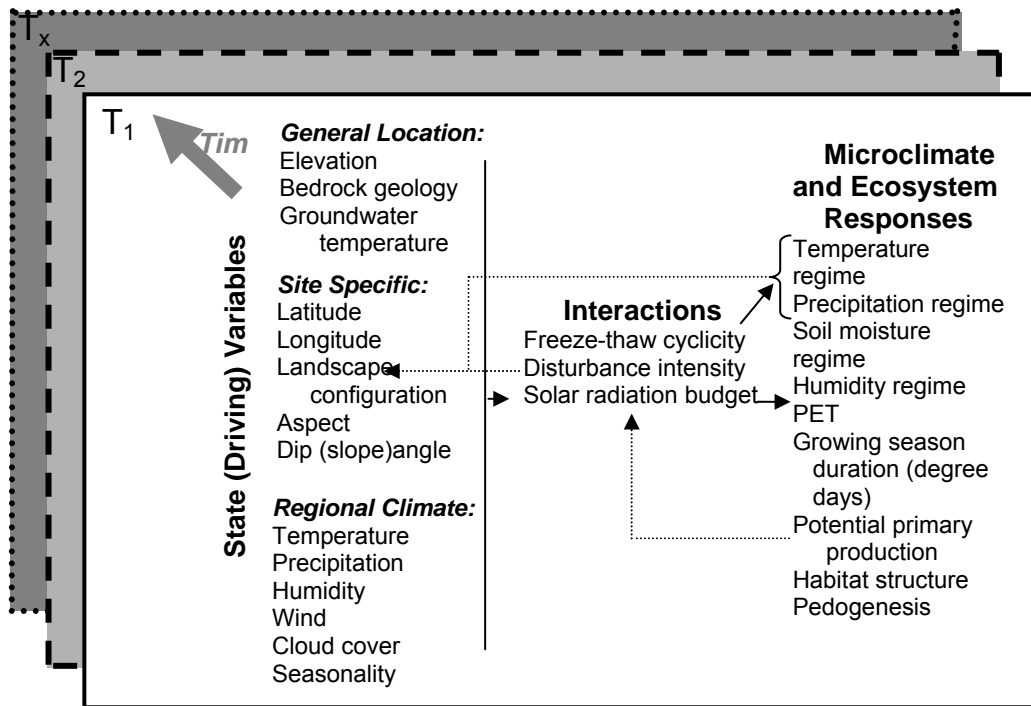 Tx
T2
T1
Tim
State (Driving) Variables
General Location:
Elevation
Bedrock geology
Groundwater
temperature
Site Specific:
Latitude
Longitude
Landscape
configuration
Aspect
Dip (slope)angle
Regional Climate:
Temperature
Precipitation
Humidity
Wind
Cloud cover
Seasonality
Interactions
Freeze-thaw cyclicity
Disturbance intensity
Solar radiation budget
Microclimate
and Ecosystem
Responses
Temperature
regime
Precipitation regime
Soil moisture
regime
Humidity regime
PET
Growing season
duration (degree
days)
Potential primary
production
Habitat structure
Pedogenesis